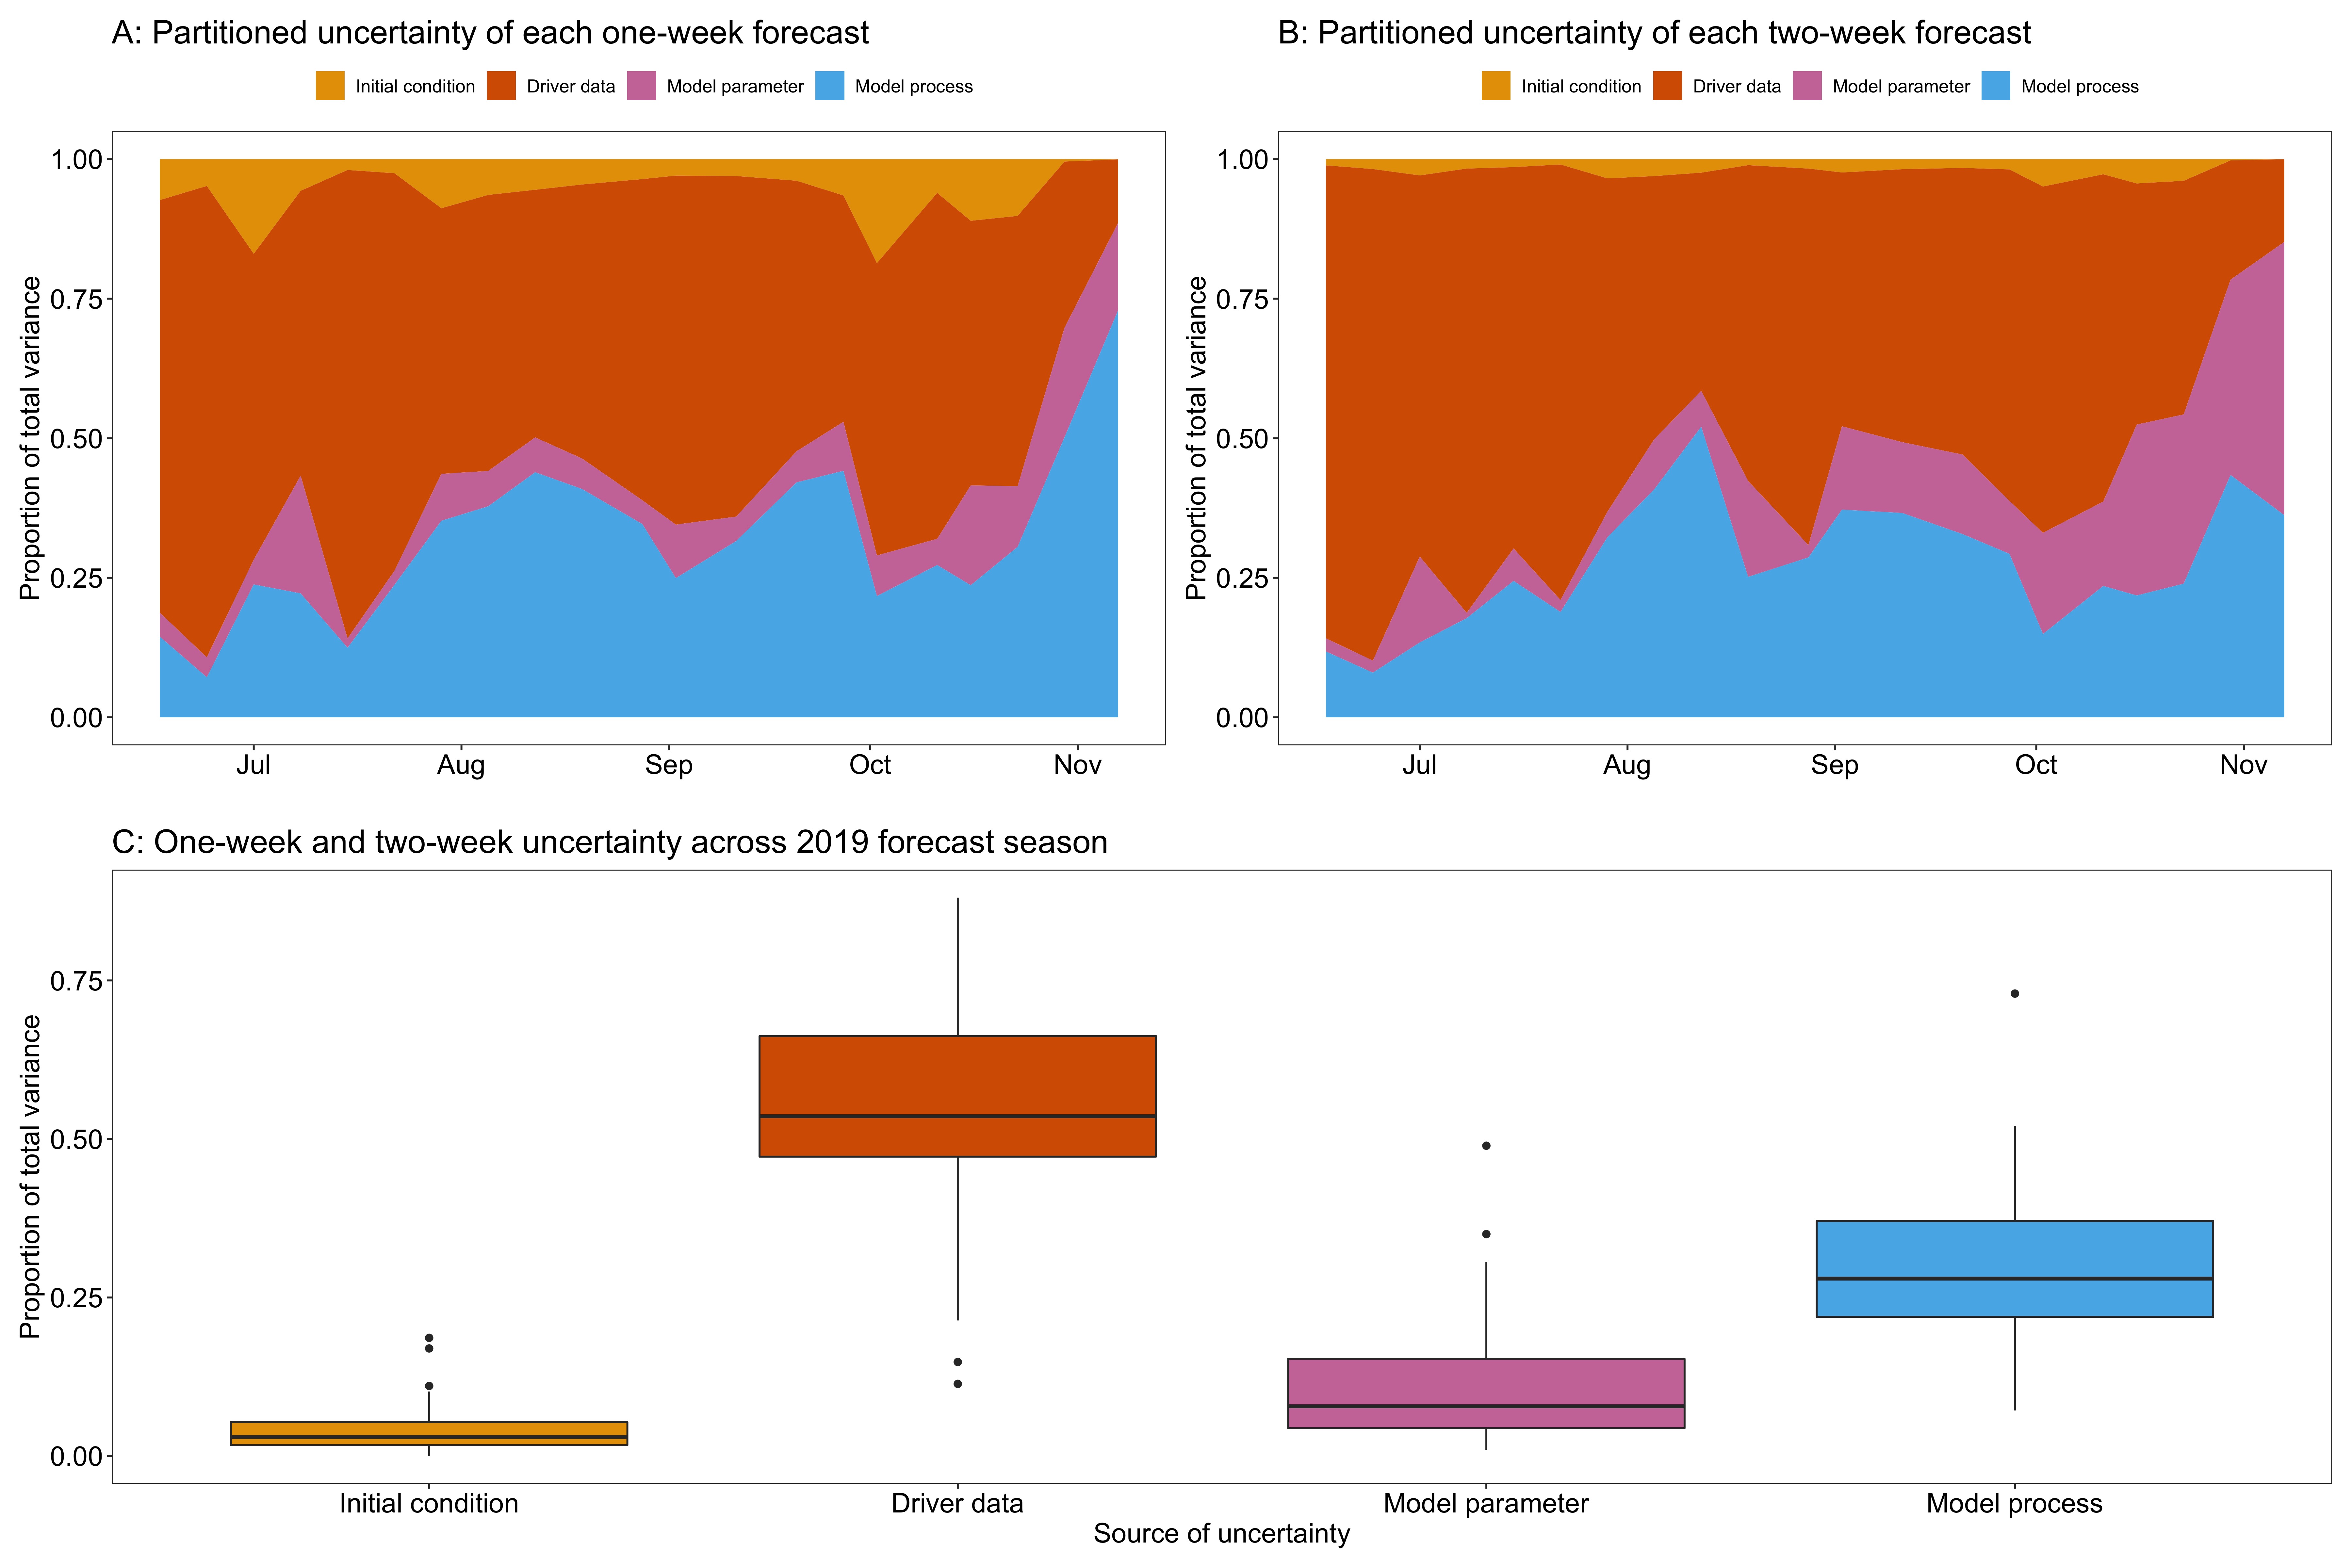 A: Partitioned uncertainty of each one-week forecast
Initial condition Driver data Model parameter Model process
Proportion of total variance
1.00
0.75
0.50
0.25
0.00
Jul Aug Sep Oct Nov
B: Partitioned uncertainty of each two-week forecast
Initial condition Driver data Model parameter Model process
Proportion of total variance
1.00
0.75
0.50
0.25
0.00
Jul Aug Sep Oct Nov
C: One-week and two-week uncertainty across 2019 forecast season
Proportion of total variance
0.75
0.50
0.25
0.00
Initial condition Driver data Model parameter Model process
Source of uncertainty